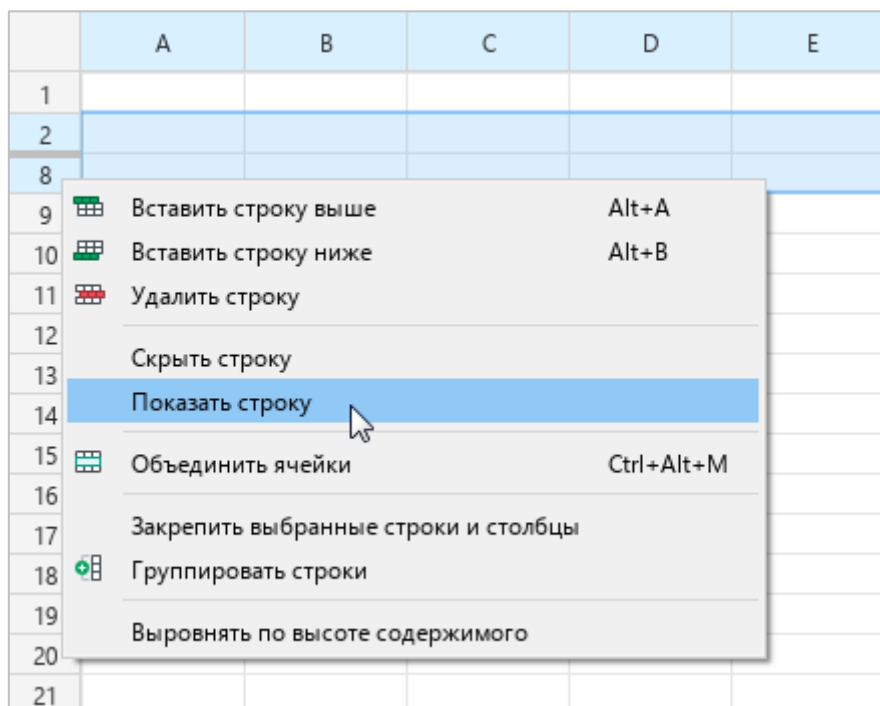 A B C D E
1
2
8
Вставить строку выше Alt+A
9
Вставить строку ниже Alt+B
10
Удалить строку
11
12
Скрыть строку
13
Показать строку
14
15
Объединить ячейки Ctrl+Alt+M
16
Закрепить выбранные строки и столбцы
17
Группировать строки
18
19
Выровнять по высоте содержимого
20
21